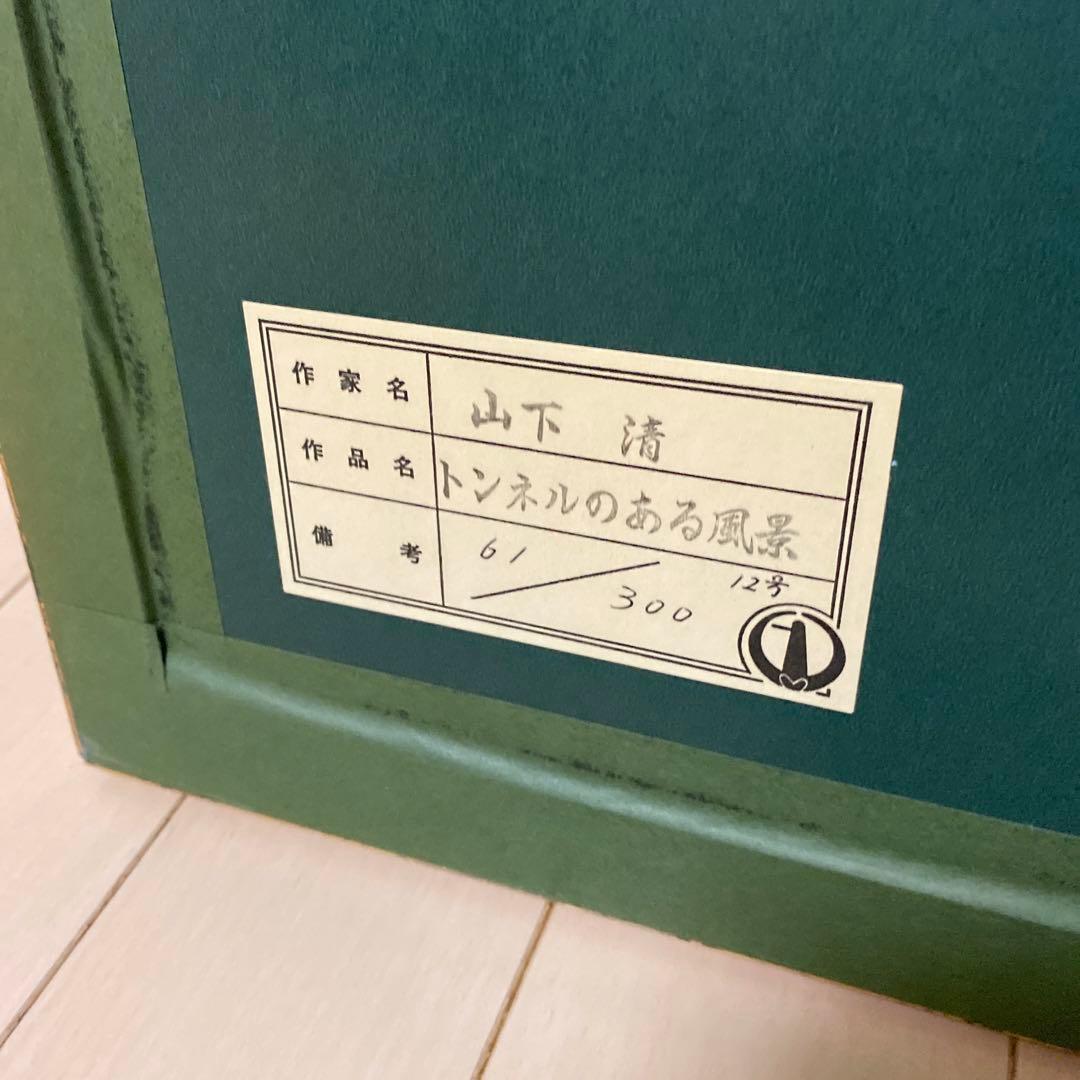 作家名 山下 清
作品名 トンネルのある風景
備考 61/300 12号